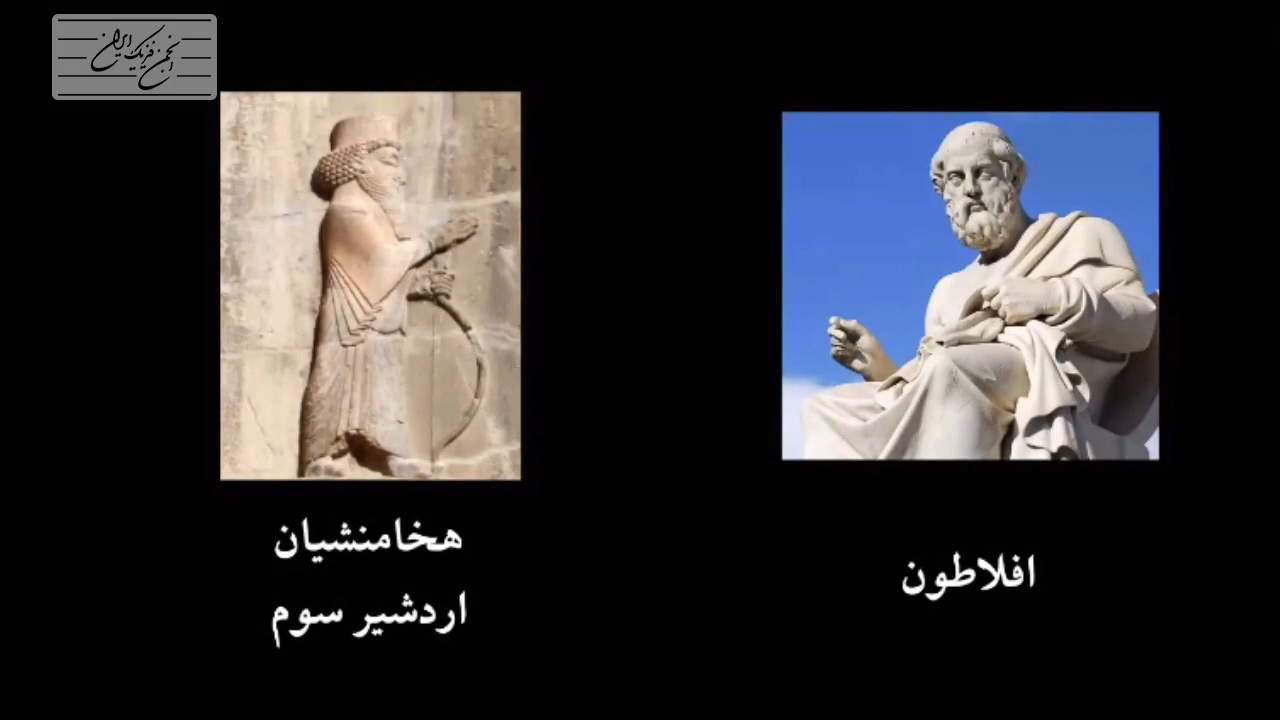 انجمن فیزیک ایران
افلاطون
هخامنشیان
اردشیر سوم